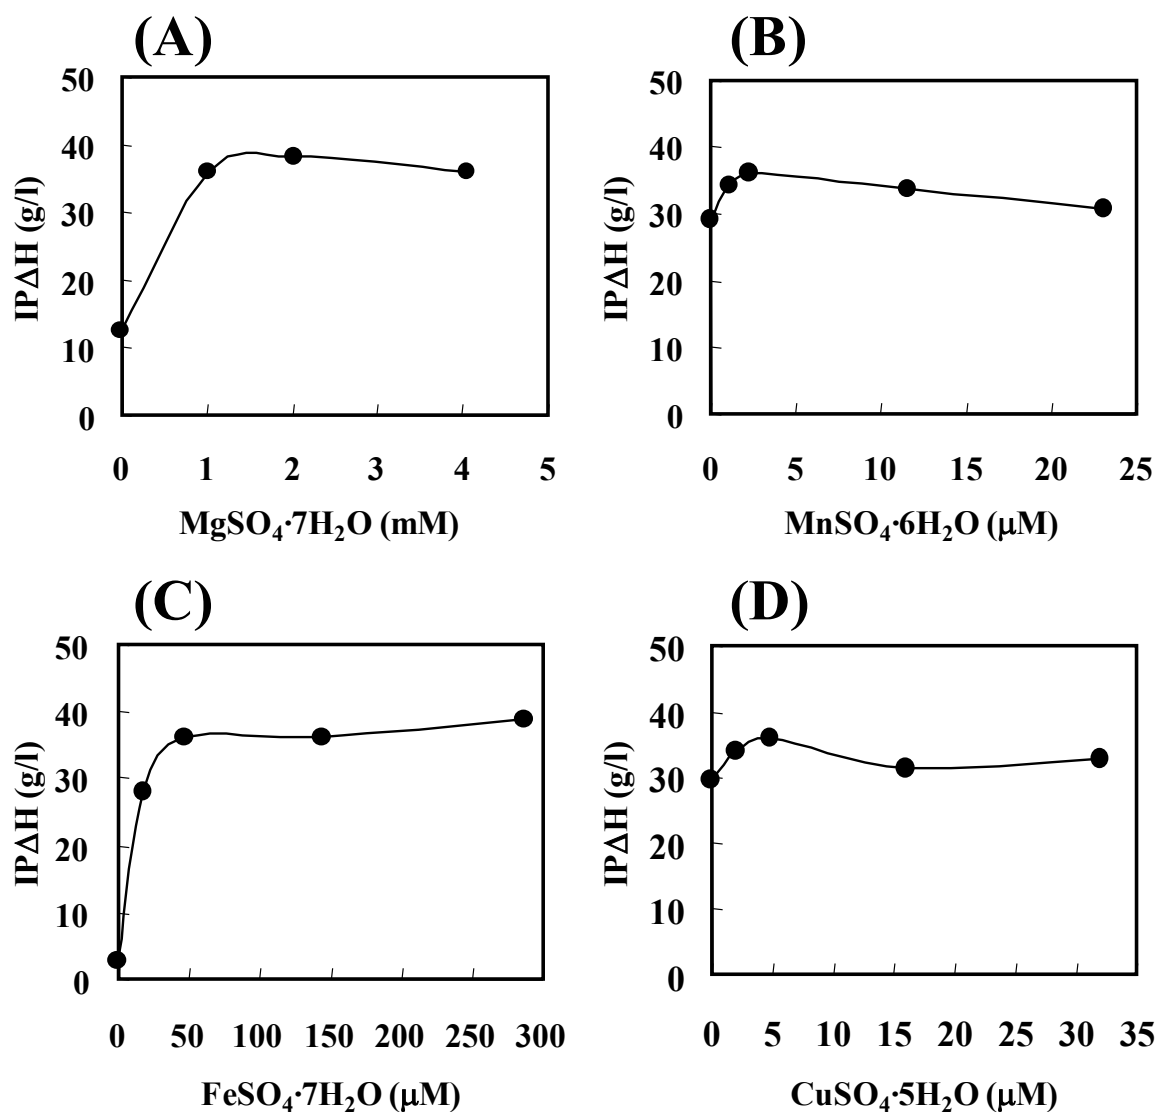 (A)
50
40
30
20
10
0
IPΔH (g/l)
0 1 2 3 4 5
MgSO₄·7H₂O (mM)
(B)
50
40
30
20
10
0
IPΔH (g/l)
0 5 10 15 20 25
MnSO₄·6H₂O (μM)
(C)
50
40
30
20
10
0
IPΔH (g/l)
0 50 100 150 200 250 300
FeSO₄·7H₂O (μM)
(D)
50
40
30
20
10
0
IPΔH (g/l)
0 5 10 15 20 25 30 35
CuSO₄·5H₂O (μM)